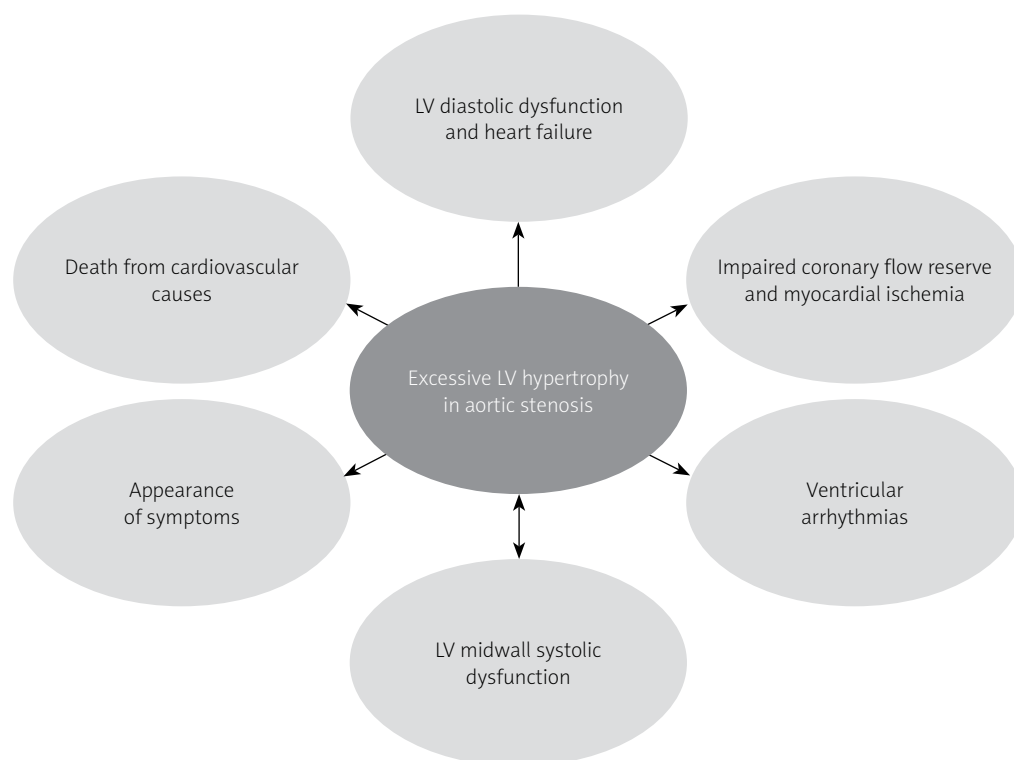 LV diastolic dysfunction
and heart failure
Death from cardiovascular
causes
Impaired coronary flow reserve
and myocardial ischemia
Excessive LV hypertrophy
in aortic stenosis
Appearance
of symptoms
Ventricular
arrhythmias
LV midwall systolic
dysfunction